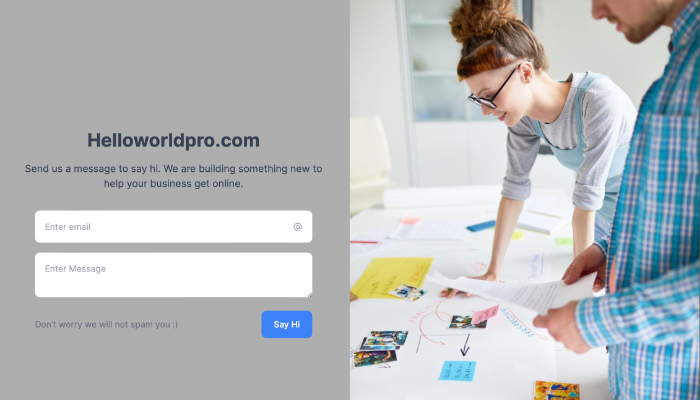 Helloworldpro.com
Send us a message to say hi. We are building something new to
help your business get online.
Enter email
@
Enter Message
Don't worry we will not spam you :)
Say Hi